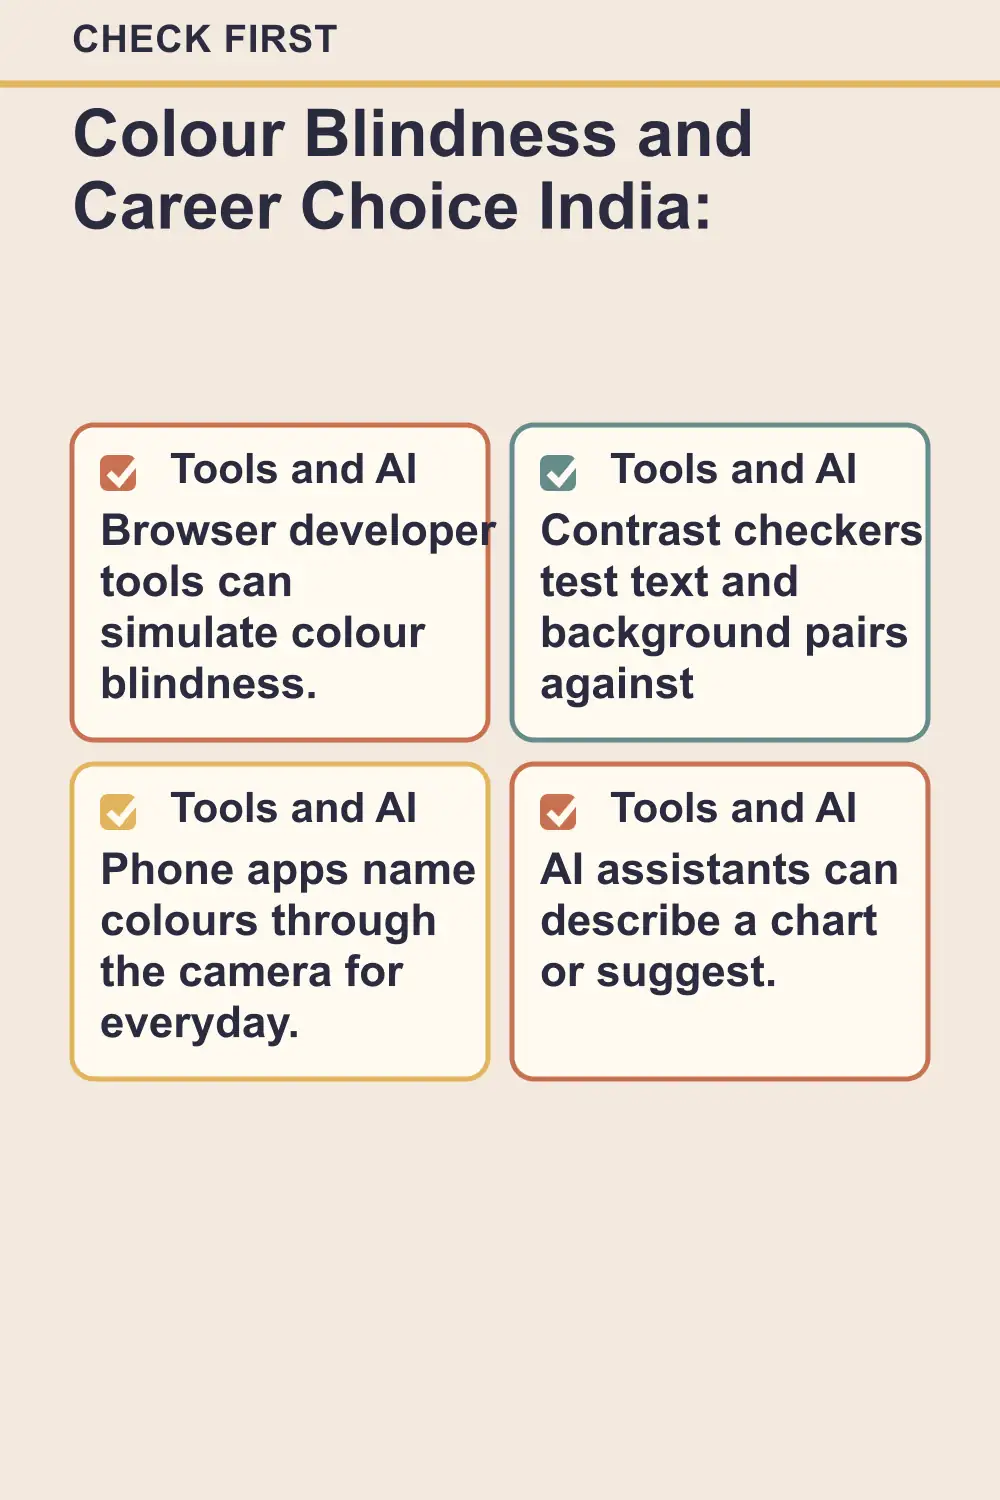 CHECK FIRST
Colour Blindness and
Career Choice India:
Tools and AI
Browser developer
tools can
simulate colour
blindness.
Tools and AI
Contrast checkers
test text and
background pairs
against
Tools and AI
Phone apps name
colours through
the camera for
everyday.
Tools and AI
AI assistants can
describe a chart
or suggest.